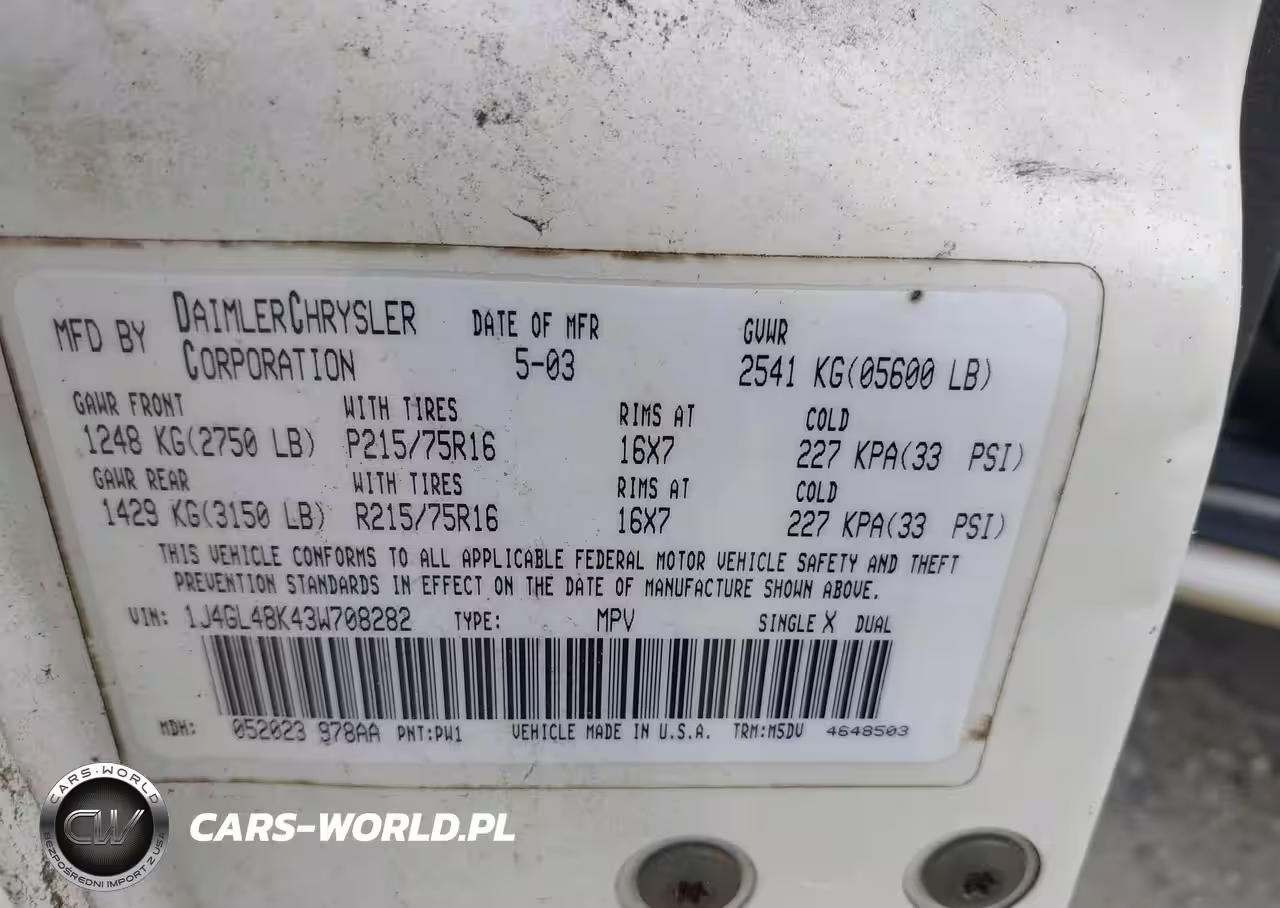 MFD BY DAIMLERCHRYSLER CORPORATION DATE OF MFR 5-03 GVWR 2541 KG(05600 LB)
GAWR FRONT WITH TIRES RIMS AT COLD
1248 KG(2750 LB) P215/75R16 16X7 227 KPA(33 PSI)
GAWR REAR WITH TIRES RIMS AT COLD
1429 KG(3150 LB) R215/75R16 16X7 227 KPA(33 PSI)
THIS VEHICLE CONFORMS TO ALL APPLICABLE FEDERAL MOTOR VEHICLE SAFETY AND THEFT
PREVENTION STANDARDS IN EFFECT ON THE DATE OF MANUFACTURE SHOWN ABOVE.
VIN: 1J4GL48K43W708282 TYPE: MPV SINGLE X DUAL
MDH: 052023 978AA PNT:PW1 VEHICLE MADE IN U.S.A. TRM:M5DV 4648503
CARS-WORLD
CW
BEZPOŚREDNI IMPORT Z USA
CARS-WORLD.PL